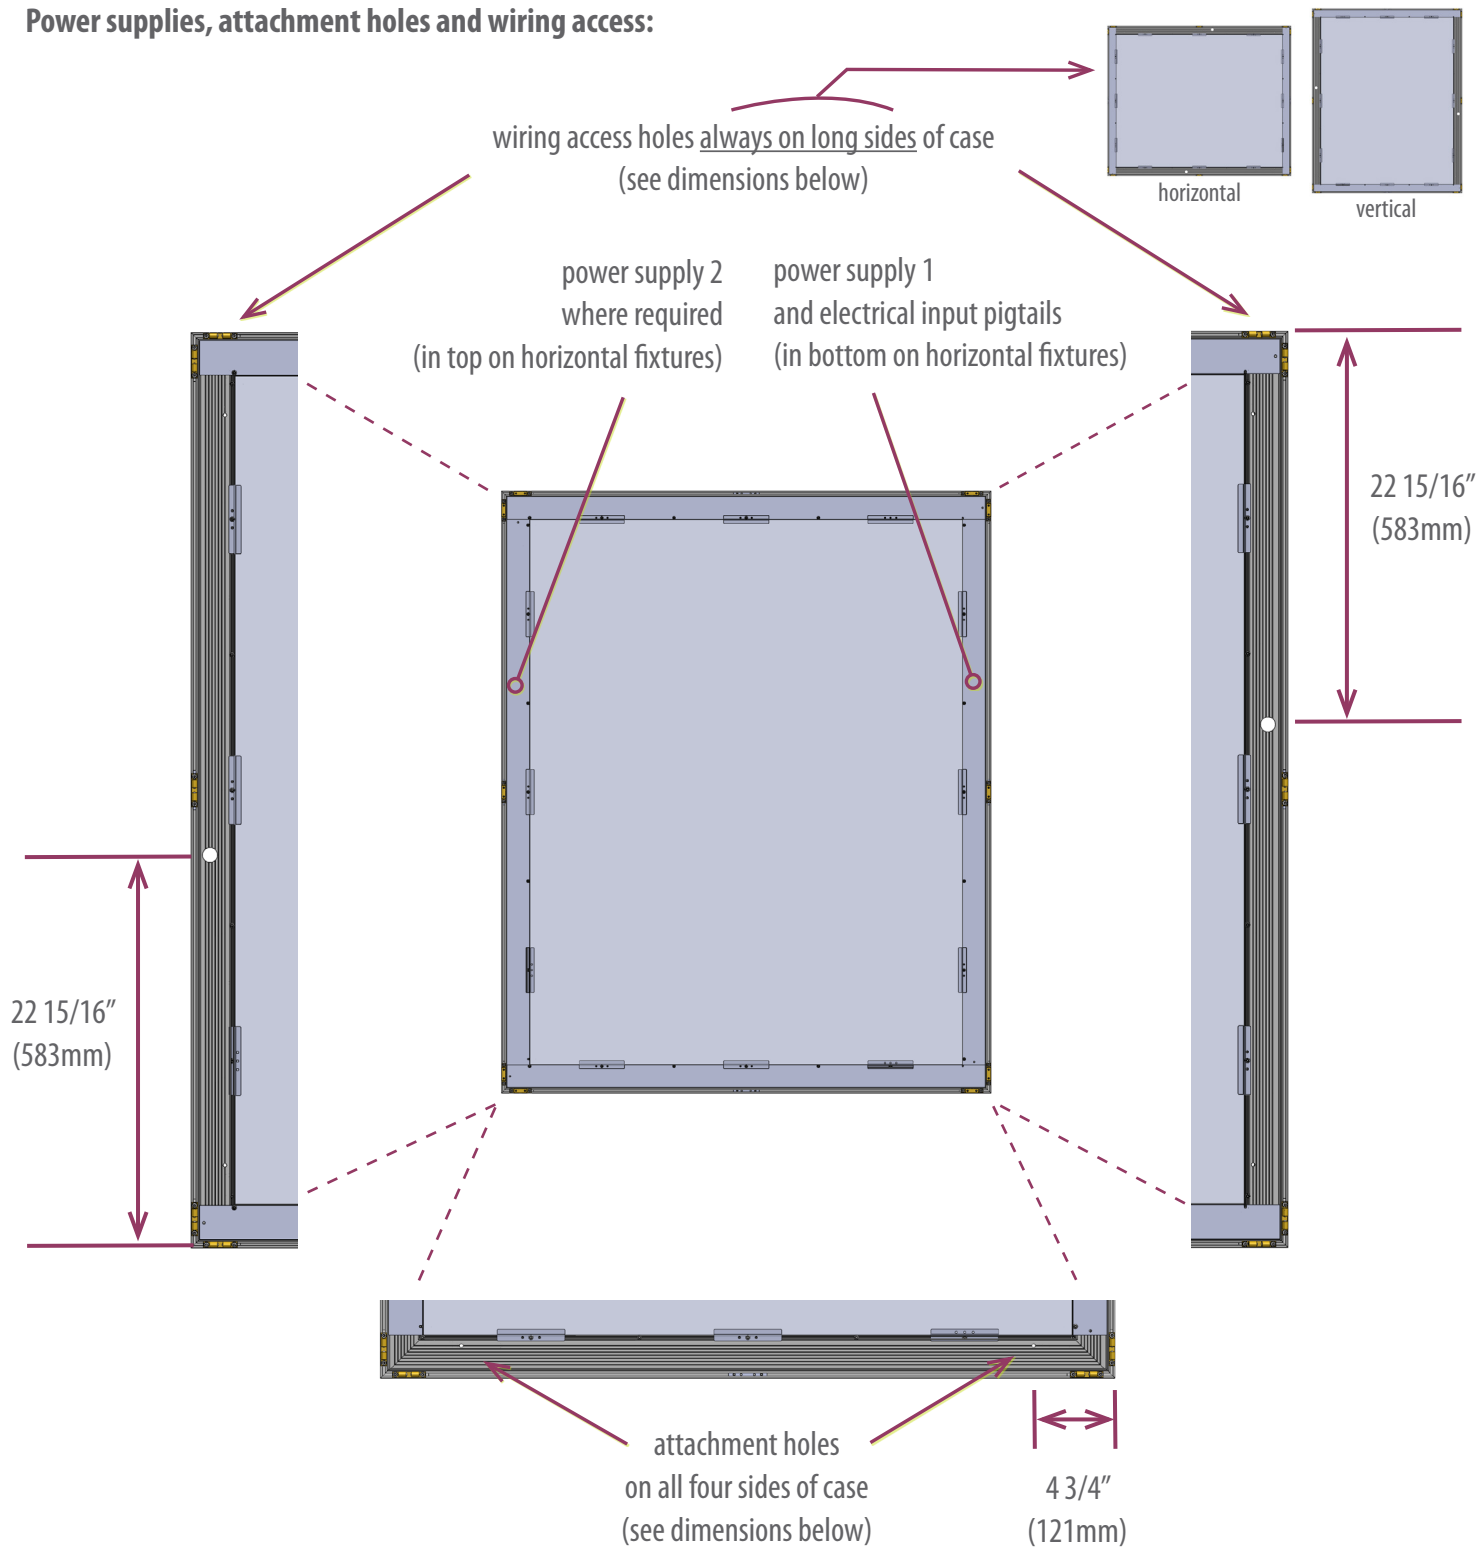 Power supplies, attachment holes and wiring access:
wiring access holes always on long sides of case
(see dimensions below)
horizontal
vertical
power supply 2
where required
(in top on horizontal fixtures)
power supply 1
and electrical input pigtails
(in bottom on horizontal fixtures)
22 15/16”
(583mm)
22 15/16”
(583mm)
attachment holes
on all four sides of case
(see dimensions below)
4 3/4”
(121mm)